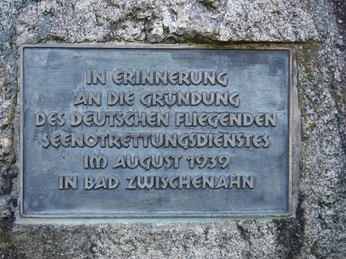 IN ERINNERUNG
AN DIE GRÜNDUNG
DES DEUTSCHEN FLIEGENDEN
SEENOTRETTUNGSDIENSTES
IM AUGUST 1939
IN BAD ZWISCHENAHN